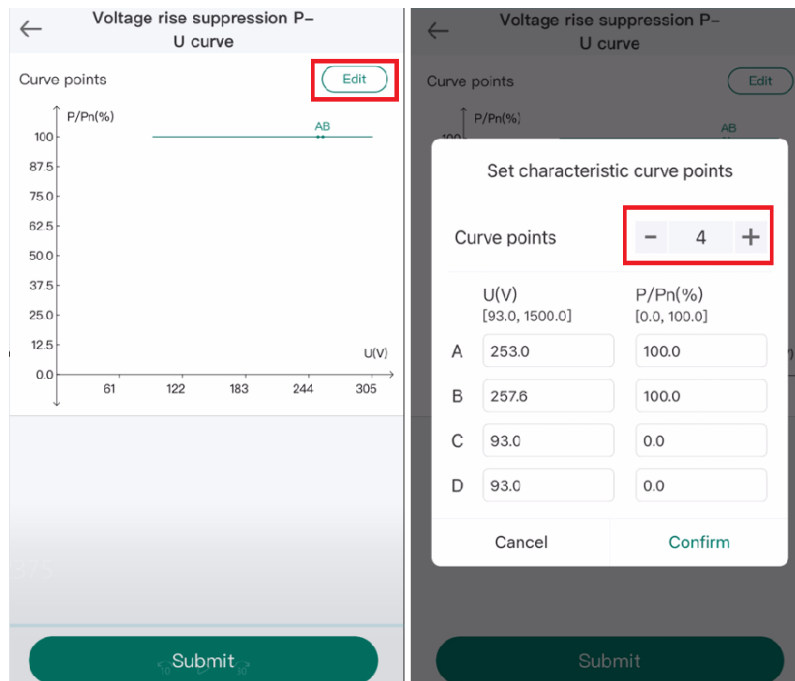 Voltage rise suppression P-
U curve
Curve points
Edit
P/Pn(%)
AB
100
87.5
75.0
62.5
50.0
37.5
25.0
12.5
0.0
U(V)
61 122 183 244 305
Submit
Voltage rise suppression P-
U curve
Curve points
Edit
P/Pn(%)
AB
100
Set characteristic curve points
Curve points - 4 +
U(V) P/Pn(%)
[93.0, 1500.0] [0.0, 100.0]
A 253.0 100.0
B 257.6 100.0
C 93.0 0.0
D 93.0 0.0
Cancel Confirm
Submit